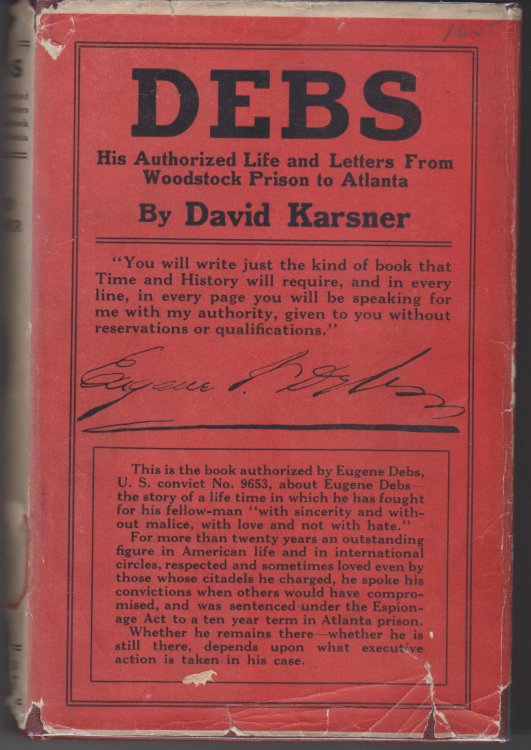 DEBS
His Authorized Life and Letters From
Woodstock Prison to Atlanta
By David Karsner
"You will write just the kind of book that
Time and History will require, and in every
line, in every page you will be speaking for
me with my authority, given to you without
reservations or qualifications."
Eugene V. Debs
This is the book authorized by Eugene Debs,
U. S. convict No. 9653, about Eugene Debs—
the story of a life time in which he has fought
for his fellow-man "with sincerity and with-
out malice, with love and not with hate."
For more than twenty years an outstanding
figure in American life and in international
circles, respected and sometimes loved even by
those whose citadels he charged, he spoke his
convictions when others would have compro-
mised, and was sentenced under the Espion-
age Act to a ten year term in Atlanta prison.
Whether he remains there—whether he is
still there, depends upon what executive
action is taken in his case.